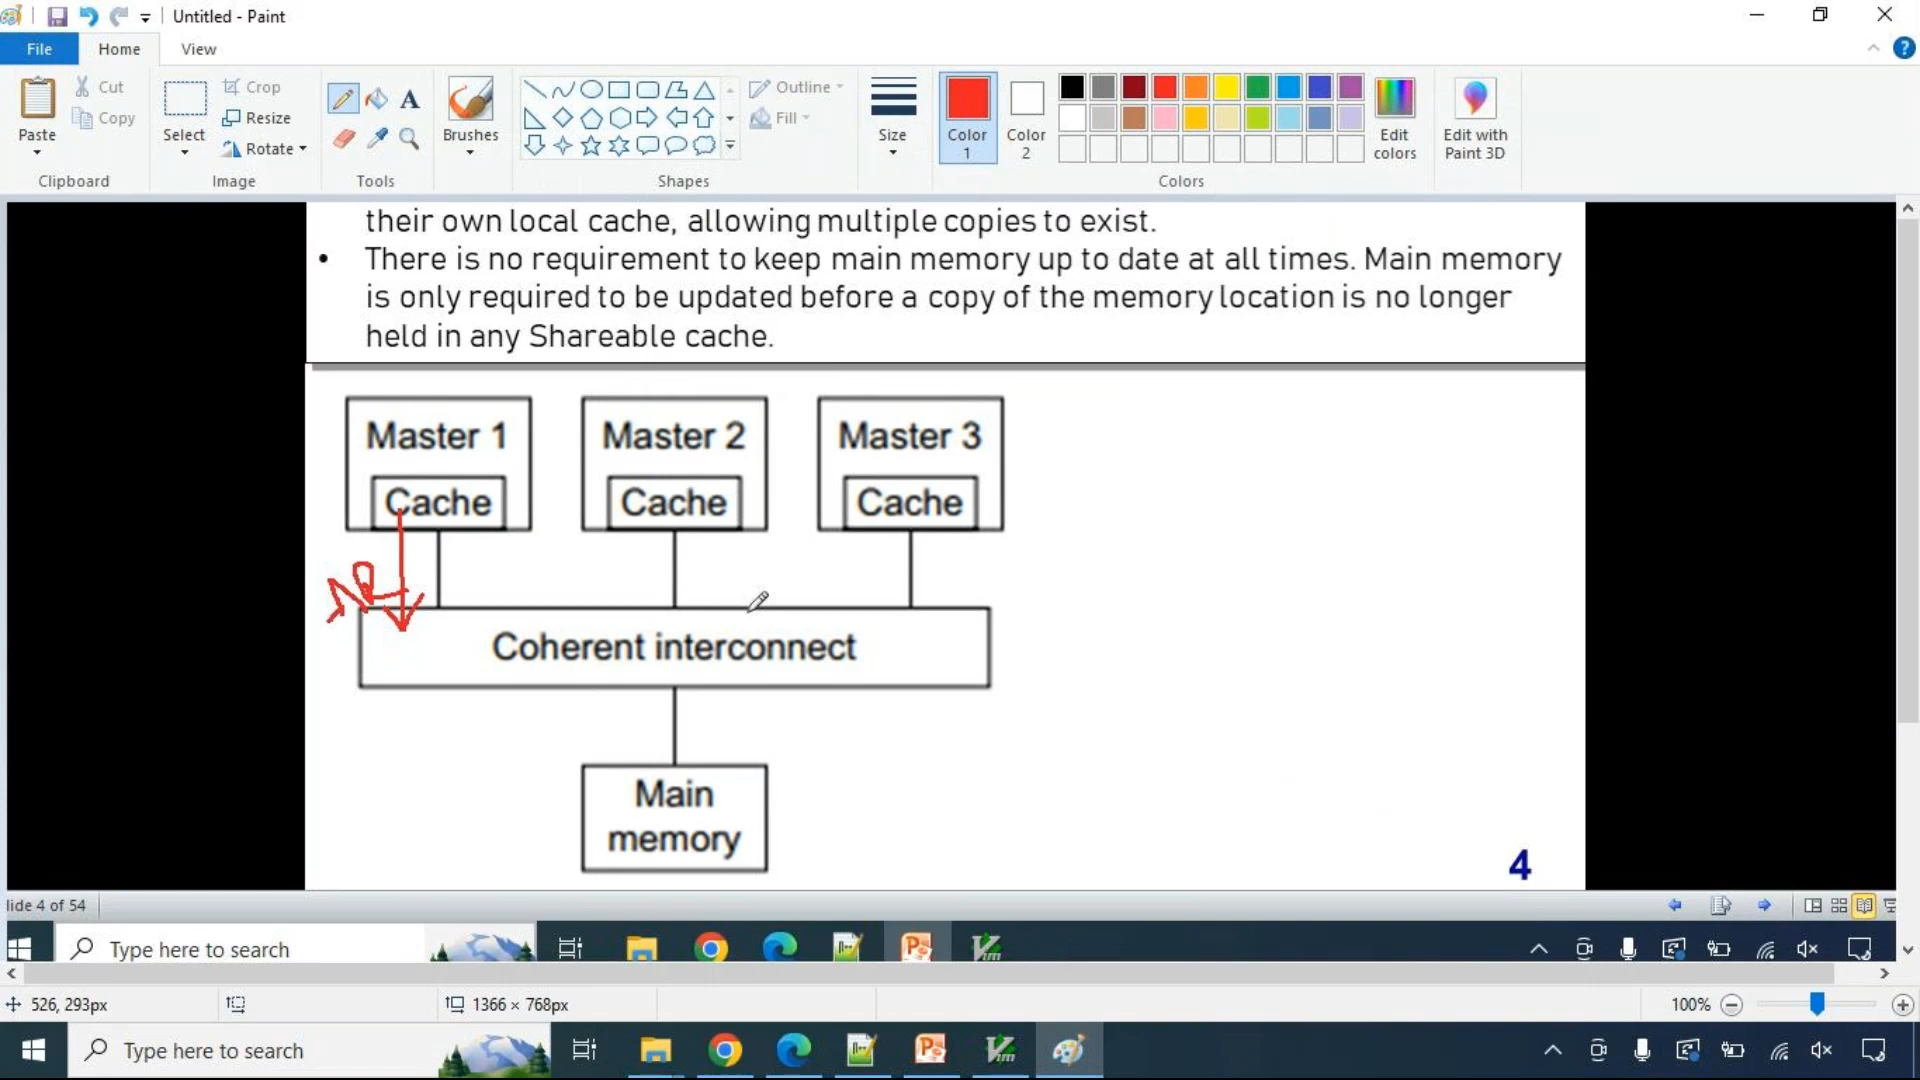 Untitled - Paint
File
Home
View
Paste
Cut
Copy
Clipboard
Select
Crop
Resize
Rotate
Image
A
Tools
Brushes
Shapes
Outline
Fill
Size
Color
1
Color
2
Edit
colors
Colors
Edit with
Paint 3D
their own local cache, allowing multiple copies to exist.
• There is no requirement to keep main memory up to date at all times. Main memory
is only required to be updated before a copy of the memory location is no longer
held in any Shareable cache.
Master 1
Cache
Master 2
Cache
Master 3
Cache
AR
Coherent interconnect
Main
memory
4
lide 4 of 54
Type here to search
526, 293px
1366 × 768px
100%
Type here to search